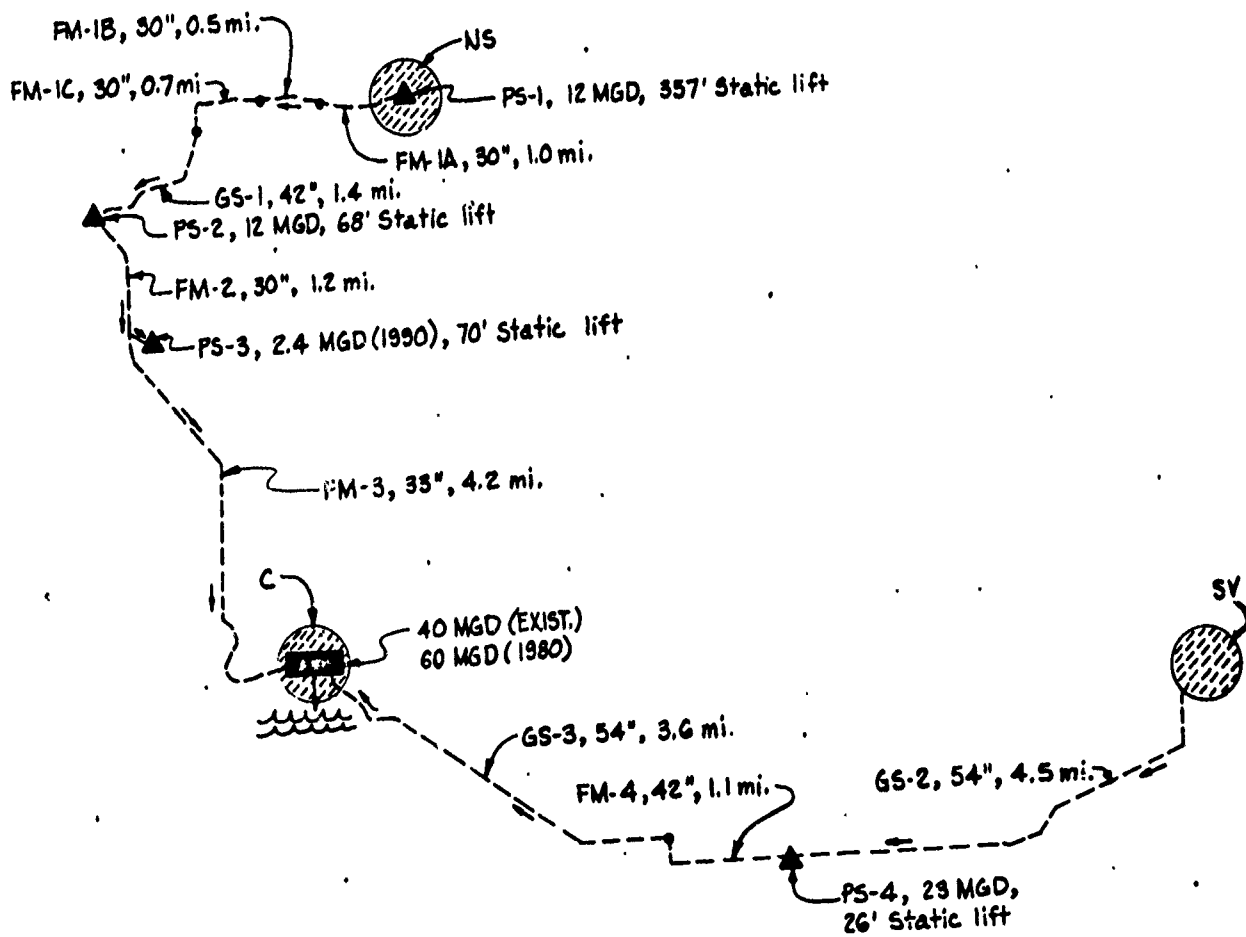 FM-1B, 30", 0.5 mi.
NS
FM-1C, 30", 0.7 mi
PS-1, 12 MGD, 357' Static lift
FM-1A, 30", 1.0 mi.
GS-1, 42", 1.4 mi.
PS-2, 12 MGD, 68' Static lift
FM-2, 30", 1.2 mi.
PS-3, 2.4 MGD (1990), 70' Static lift
FM-3, 33", 4.2 mi.
C
40 MGD (EXIST.)
60 MGD (1980)
SV
GS-3, 54", 3.6 mi.
FM-4, 42", 1.1 mi.
GS-2, 54", 4.5 mi.
PS-4, 23 MGD,
26' Static lift